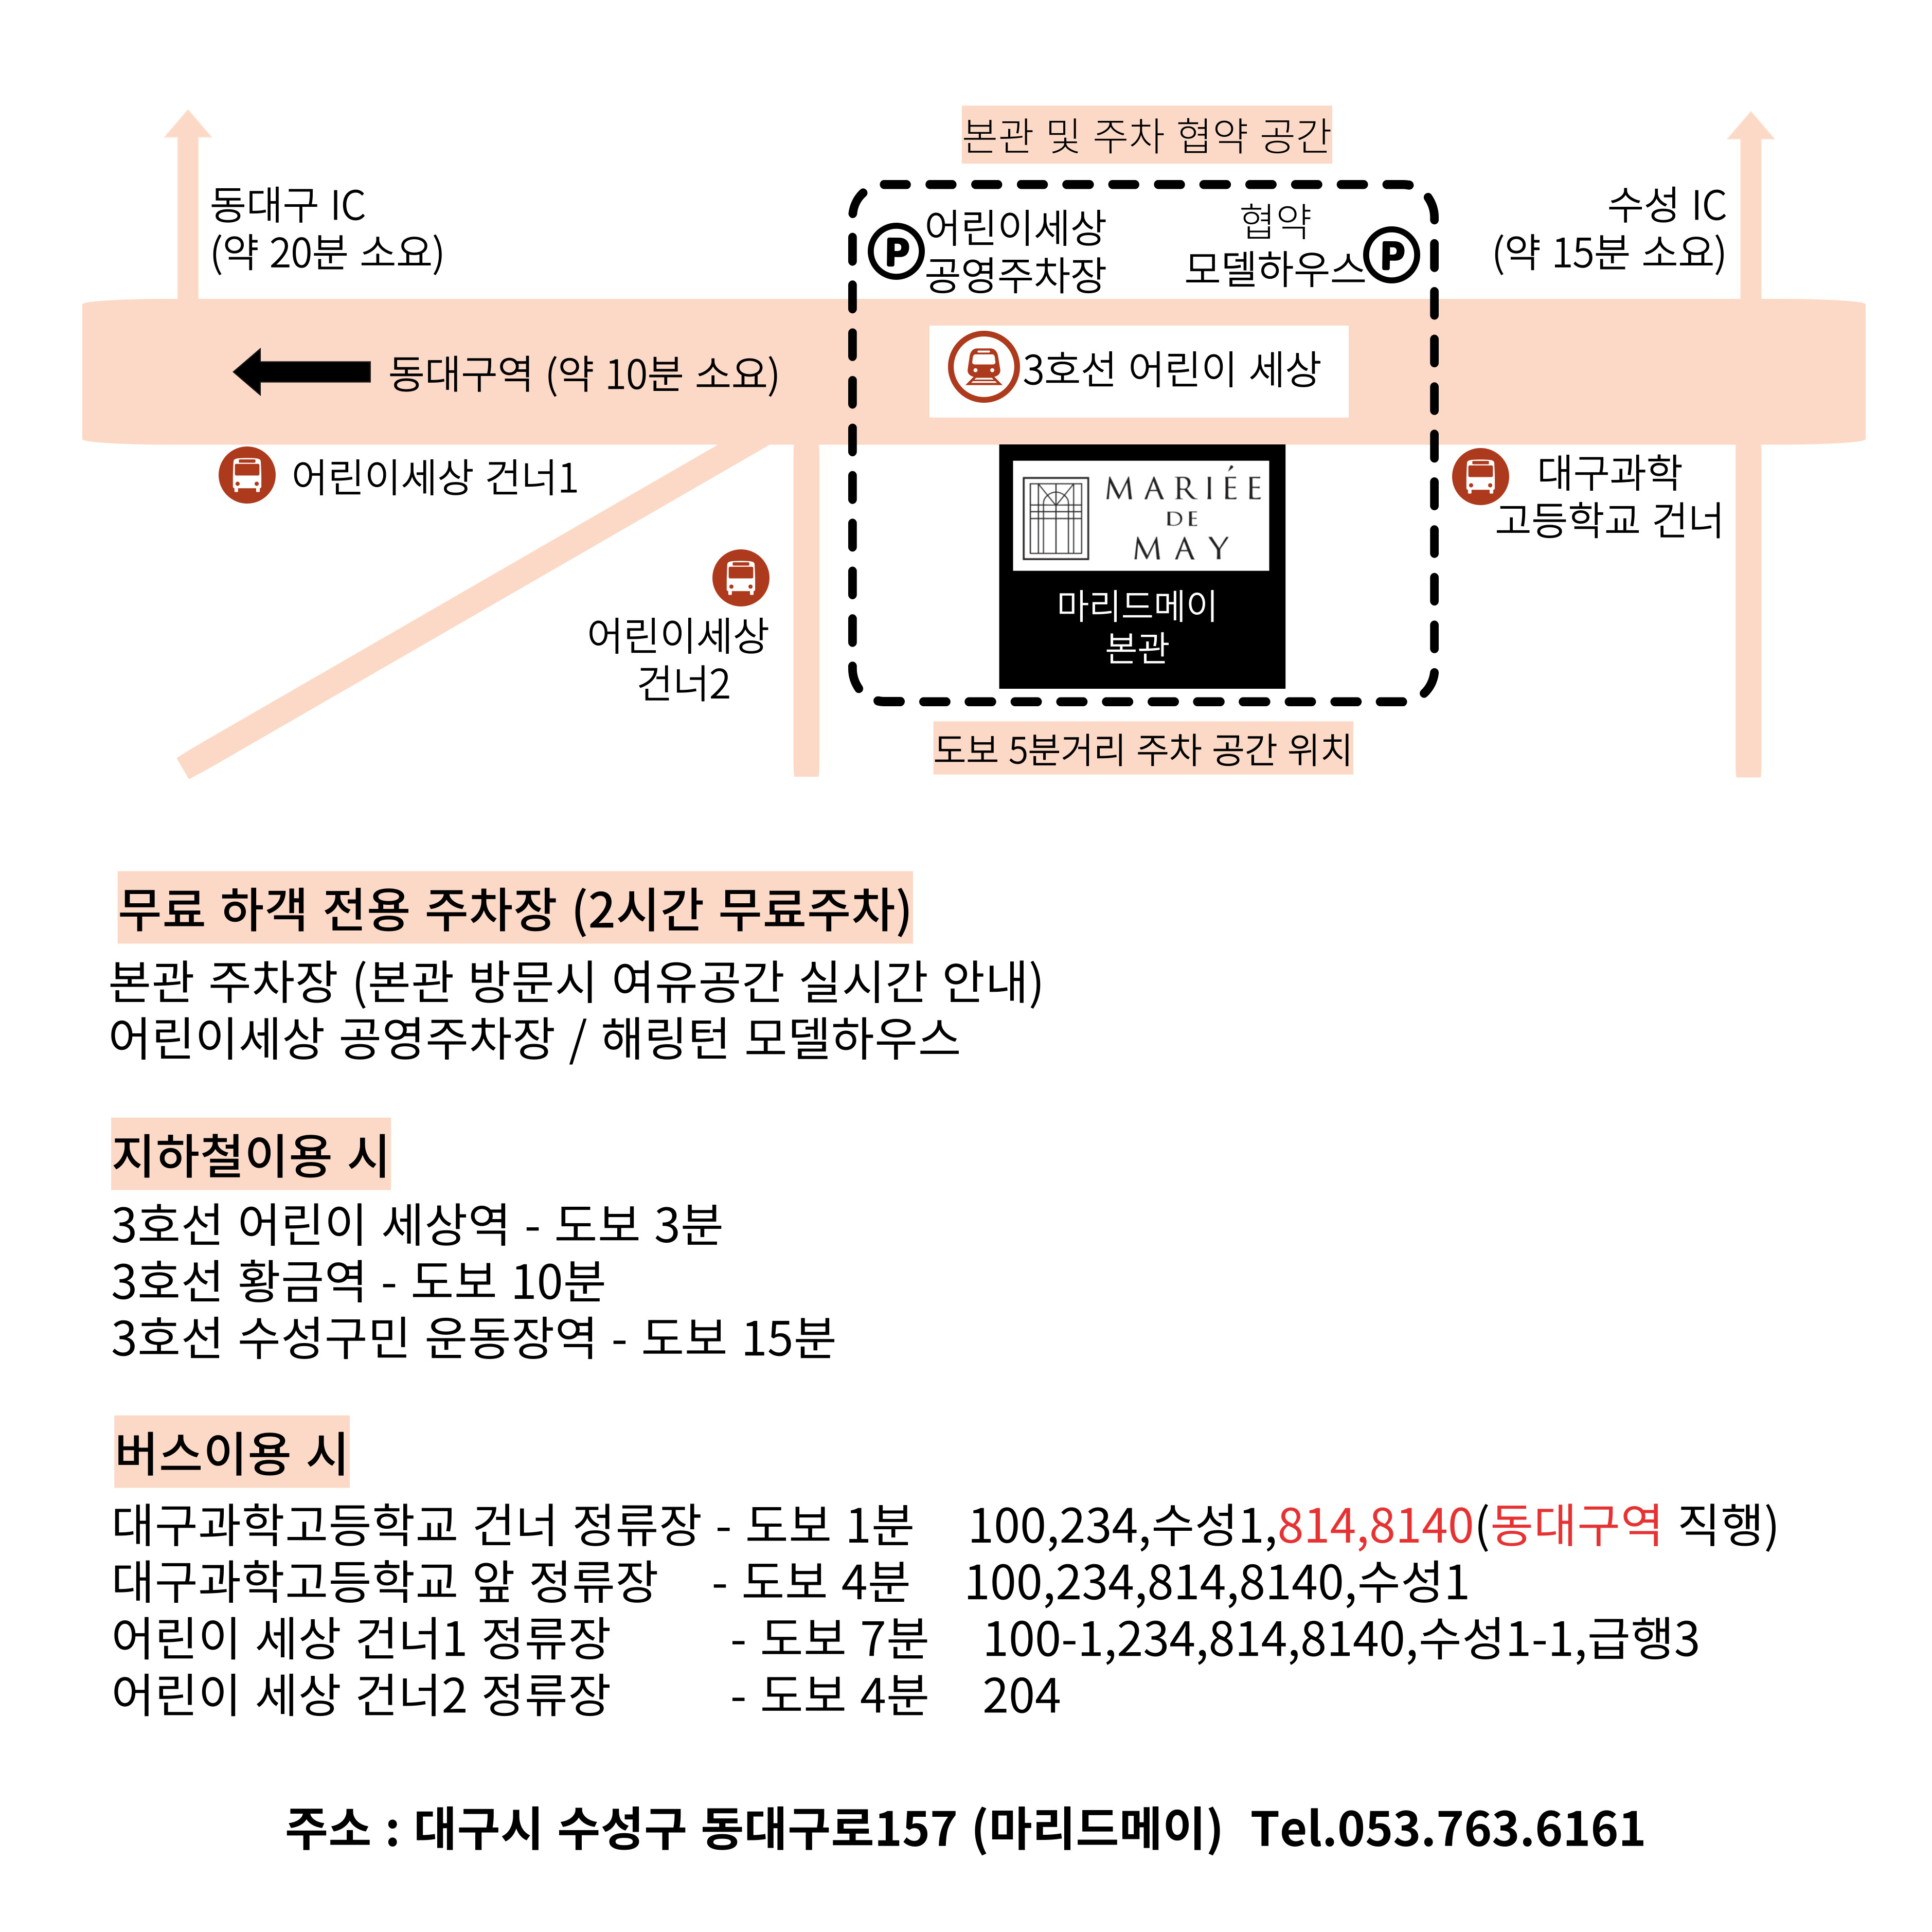 본관 및 주차 협약 공간
동대구 IC
(약 20분 소요)
어린이세상
공영주차장
협약
모델하우스
수성 IC
(약 15분 소요)
P
P
동대구역 (약 10분 소요)
3호선 어린이 세상
어린이세상 건너1
어린이세상
건너2
MARIÉE
DE
MAY
마리드메이
본관
대구과학
고등학교 건너
도보 5분거리 주차 공간 위치
무료 하객 전용 주차장 (2시간 무료주차)
본관 주차장 (본관 방문시 여유공간 실시간 안내)
어린이세상 공영주차장 / 해링턴 모델하우스
지하철이용 시
3호선 어린이 세상역 - 도보 3분
3호선 황금역 - 도보 10분
3호선 수성구민 운동장역 - 도보 15분
버스이용 시
대구과학고등학교 건너 정류장 - 도보 1분 100,234,수성1,814,8140(동대구역 직행)
대구과학고등학교 앞 정류장 - 도보 4분 100,234,814,8140,수성1
어린이 세상 건너1 정류장 - 도보 7분 100-1,234,814,8140,수성1-1,급행3
어린이 세상 건너2 정류장 - 도보 4분 204
주소 : 대구시 수성구 동대구로157 (마리드메이) Tel.053.763.6161